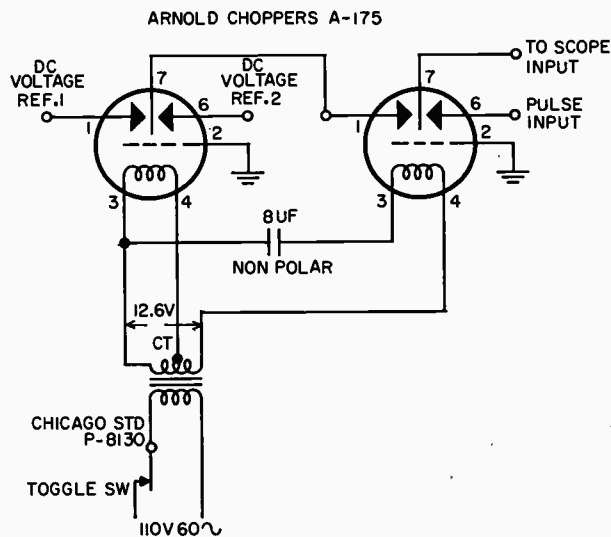 ARNOLD CHOPPERS A-175
DC
VOLTAGE
REF.1
7
DC
VOLTAGE
REF.2
6
1
2
3
4
7
TO SCOPE
INPUT
6
PULSE
INPUT
1
2
3
4
8UF
NON POLAR
12.6V
CT
CHICAGO STD
P-8130
TOGGLE SW
110V 60~